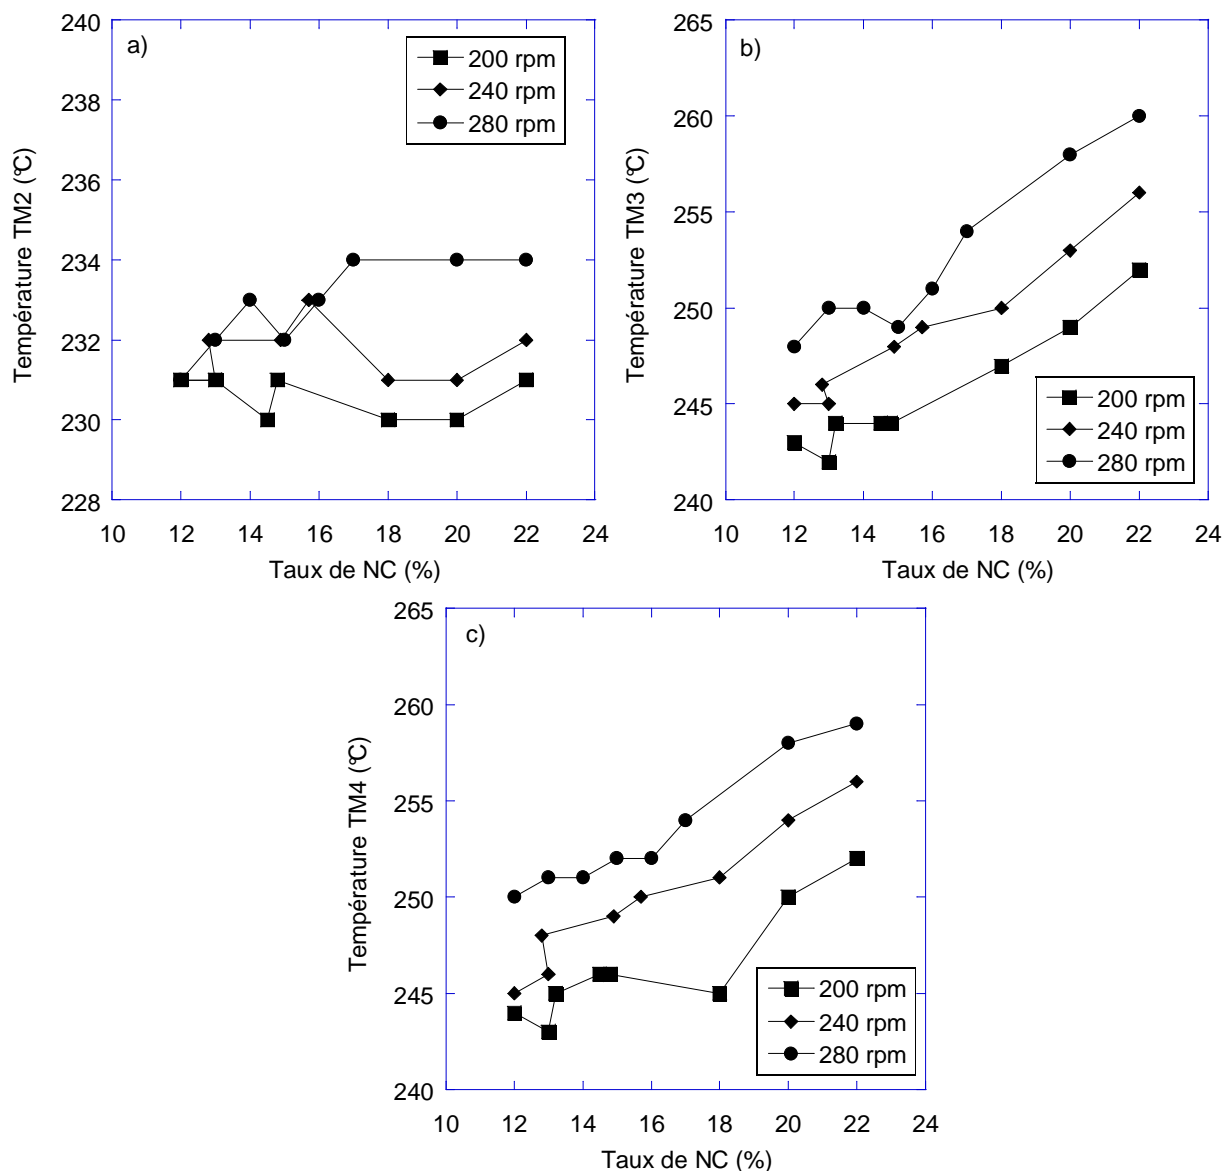 a)
240
238
236
234
232
230
228
Température TM2 (°C)
200 rpm
240 rpm
280 rpm
10 12 14 16 18 20 22 24
Taux de NC (%)
b)
265
260
255
250
245
240
Température TM3 (°C)
200 rpm
240 rpm
280 rpm
10 12 14 16 18 20 22 24
Taux de NC (%)
c)
265
260
255
250
245
240
Température TM4 (°C)
200 rpm
240 rpm
280 rpm
10 12 14 16 18 20 22 24
Taux de NC (%)